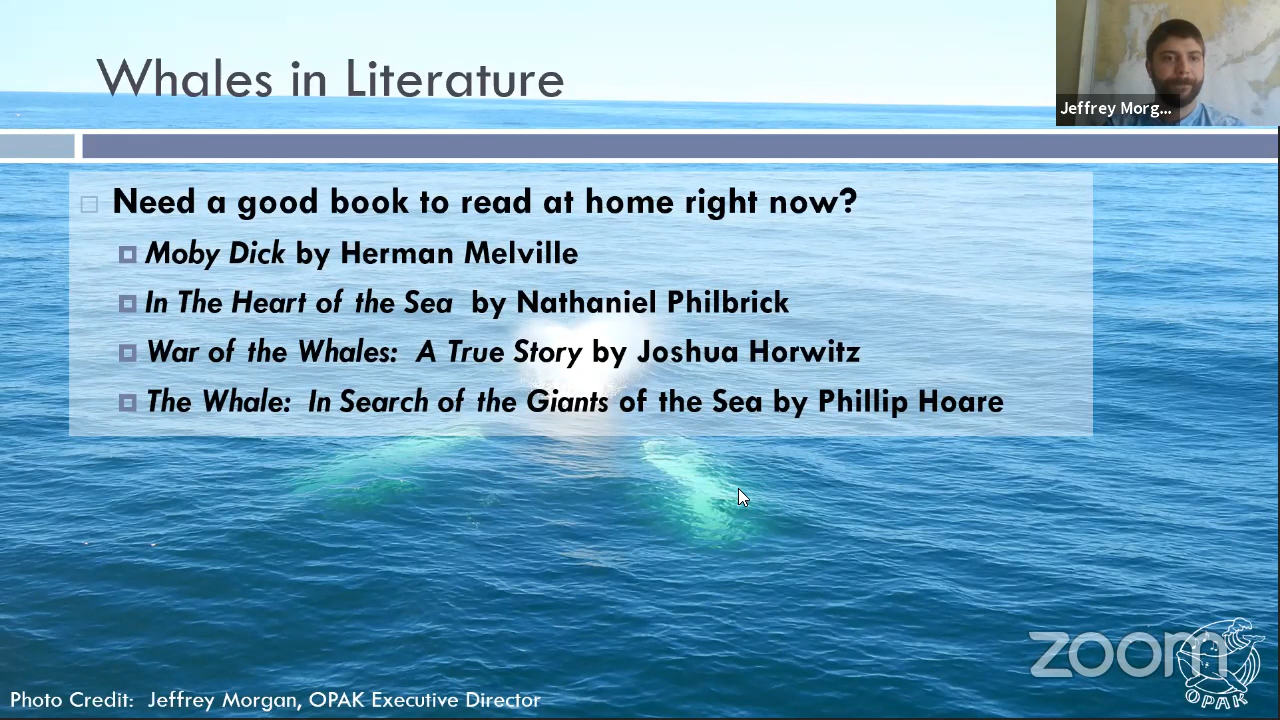 Whales in Literature
Jeffrey Morg...
Need a good book to read at home right now?
Moby Dick by Herman Melville
In The Heart of the Sea by Nathaniel Philbrick
War of the Whales: A True Story by Joshua Horwitz
The Whale: In Search of the Giants of the Sea by Phillip Hoare
zoom
OPAK
Photo Credit: Jeffrey Morgan, OPAK Executive Director